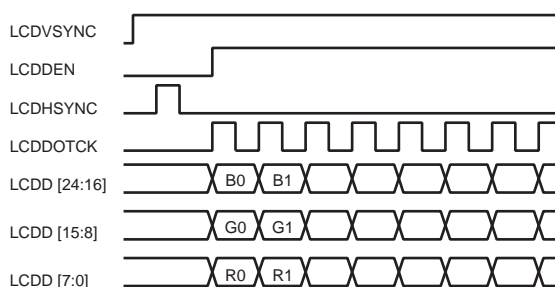 LCDVSYNC
LCDDEN
LCDHSYNC
LCDDOTCK
LCDD [24:16] B0 B1
LCDD [15:8] G0 G1
LCDD [7:0] R0 R1